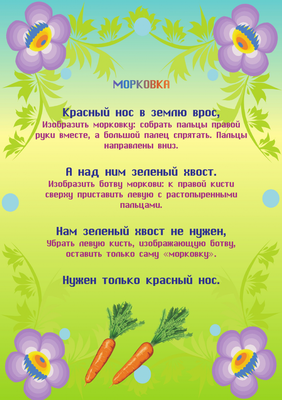 МОРКОВКА
Красный нос в землю врос,
Изобразить морковку: собрать пальцы правой
руки вместе, а большой палец спрятать. Пальцы
направлены вниз.
А над ним зеленый хвост.
Изобразить ботву моркови: к правой кисти
сверху приставить левую с растопыренными
пальцами.
Нам зеленый хвост не нужен,
Убрать левую кисть, изображающую ботву,
оставить только саму «морковку».
Нужен только красный нос.